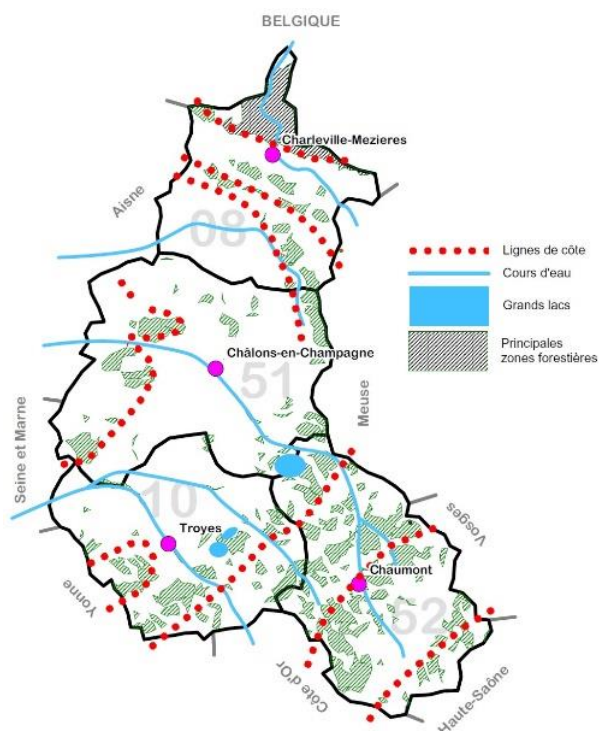 BELGIQUE
Charleville-Mezieres
Aisne
08
Lignes de côte
Cours d'eau
Grands lacs
Principales
zones forestières
Châlons-en-Champagne
51
Meuse
Seine et Marne
10
Troyes
Vosges
Yonne
Chaumont
52
Côte d'Or
Haute-Saône